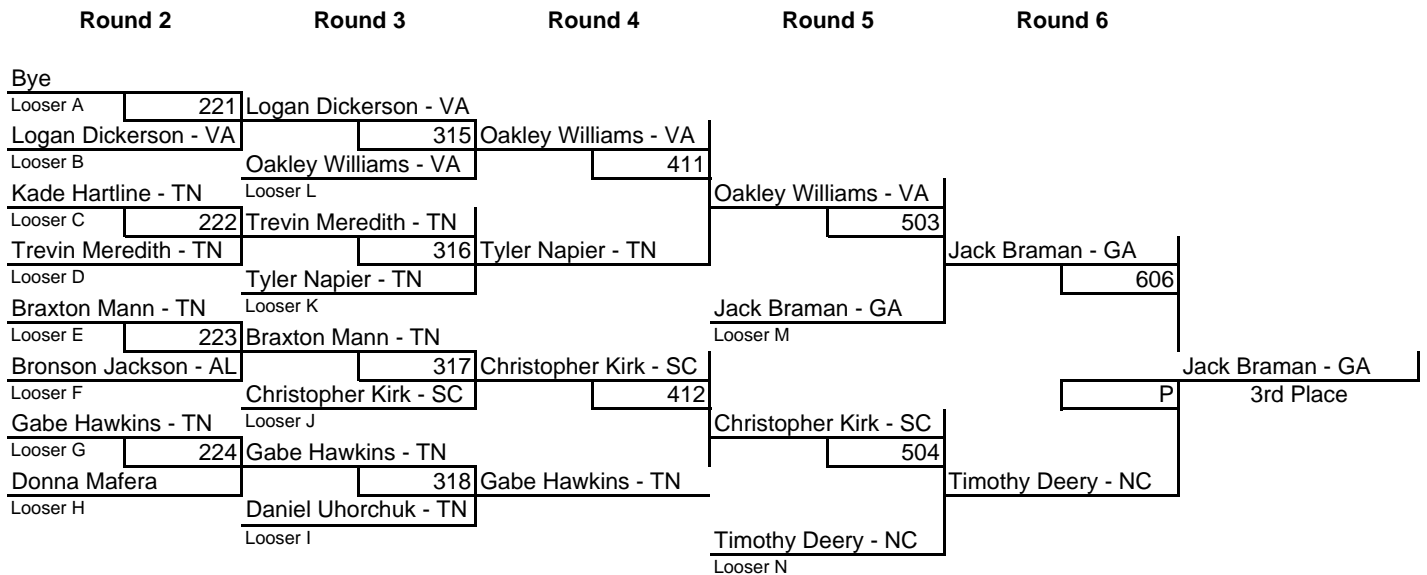 Round 2 Round 3 Round 4 Round 5 Round 6
Bye
Looser A 221 Logan Dickerson - VA
Logan Dickerson - VA 315 Oakley Williams - VA
Looser B Oakley Williams - VA 411
Kade Hartline - TN Looser L Oakley Williams - VA
Looser C 222 Trevin Meredith - TN 503
Trevin Meredith - TN 316 Tyler Napier - TN Jack Braman - GA
Looser D Tyler Napier - TN 606
Braxton Mann - TN Looser K Jack Braman - GA
Looser E 223 Braxton Mann - TN Looser M
Bronson Jackson - AL 317 Christopher Kirk - SC Jack Braman - GA
Looser F Christopher Kirk - SC 412 P 3rd Place
Gabe Hawkins - TN Looser J Christopher Kirk - SC
Looser G 224 Gabe Hawkins - TN 504
Donna Mafera 318 Gabe Hawkins - TN Timothy Deery - NC
Looser H Daniel Uhorchuk - TN
Looser I Timothy Deery - NC
Looser N